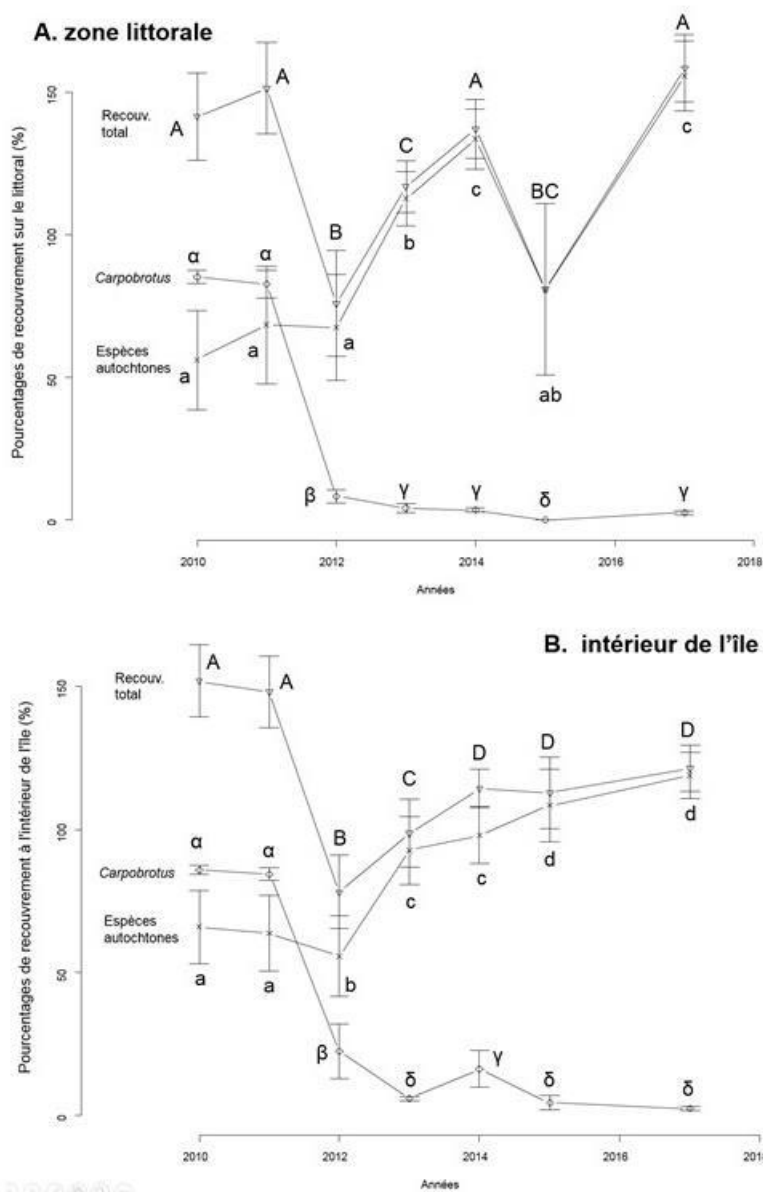 A. zone littorale
Pourcentages de recouvrement sur le littoral (%)
150
100
50
0
Recouv.
total
Carpobrotus
Espèces
autochtones
A
A
B
C
A
BC
A
α
α
β
γ
γ
δ
γ
a
a
a
b
c
ab
c
2010
2012
2014
2016
2018
Années
B. intérieur de l'île
Pourcentages de recouvrement à l'intérieur de l'île (%)
150
100
50
0
Recouv.
total
Carpobrotus
Espèces
autochtones
A
A
B
C
D
D
D
α
α
β
δ
γ
δ
δ
a
a
b
c
c
d
d
2010
2012
2014
2016
2018
Années